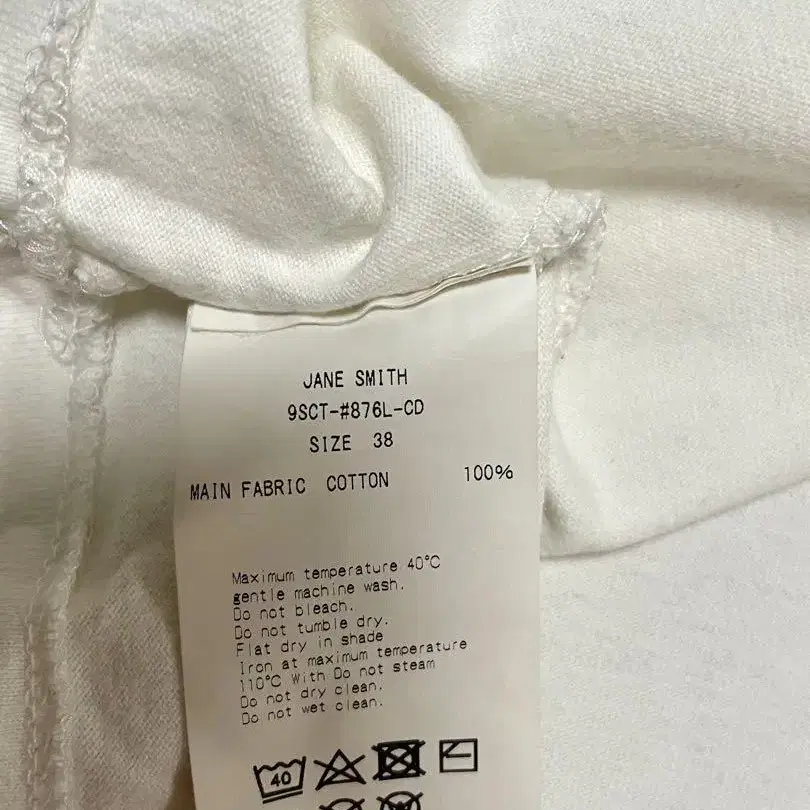 JANE SMITH
9SCT-#876L-CD
SIZE 38
MAIN FABRIC COTTON 100%
Maximum temperature 40°C
gentle machine wash.
Do not bleach.
Do not tumble dry.
Flat dry in shade
Iron at maximum temperature
110°C With Do not steam
Do not dry clean.
Do not wet clean.
40